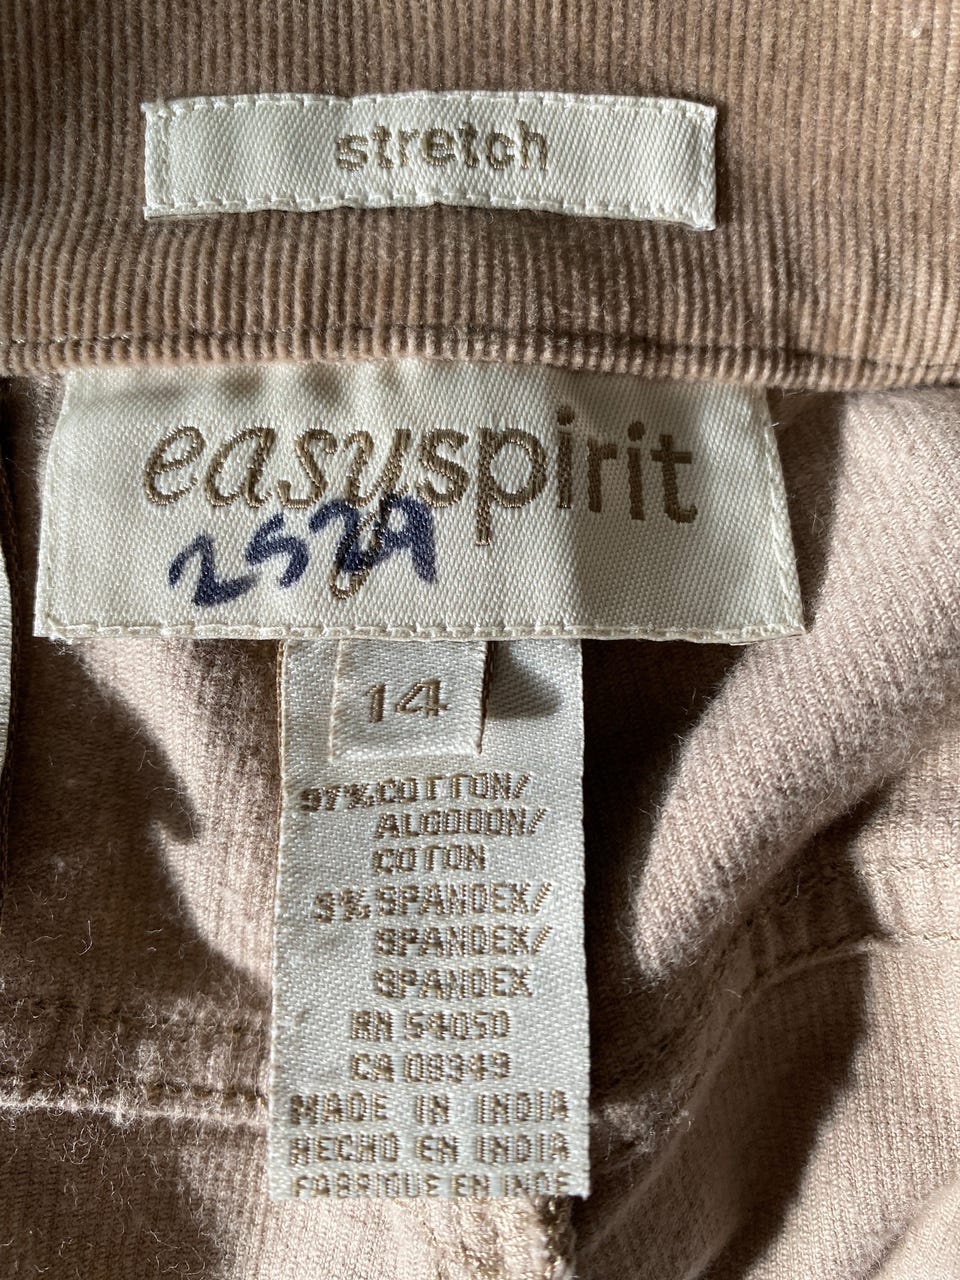 stretch
easyspirit
2529
14
97% COTTON/
ALGODON/
COTON
3% SPANDEX/
SPANDEX/
SPANDEX
RN 54050
CA 08349
MADE IN INDIA
HECHO EN INDIA
FABRIQUE EN INDE